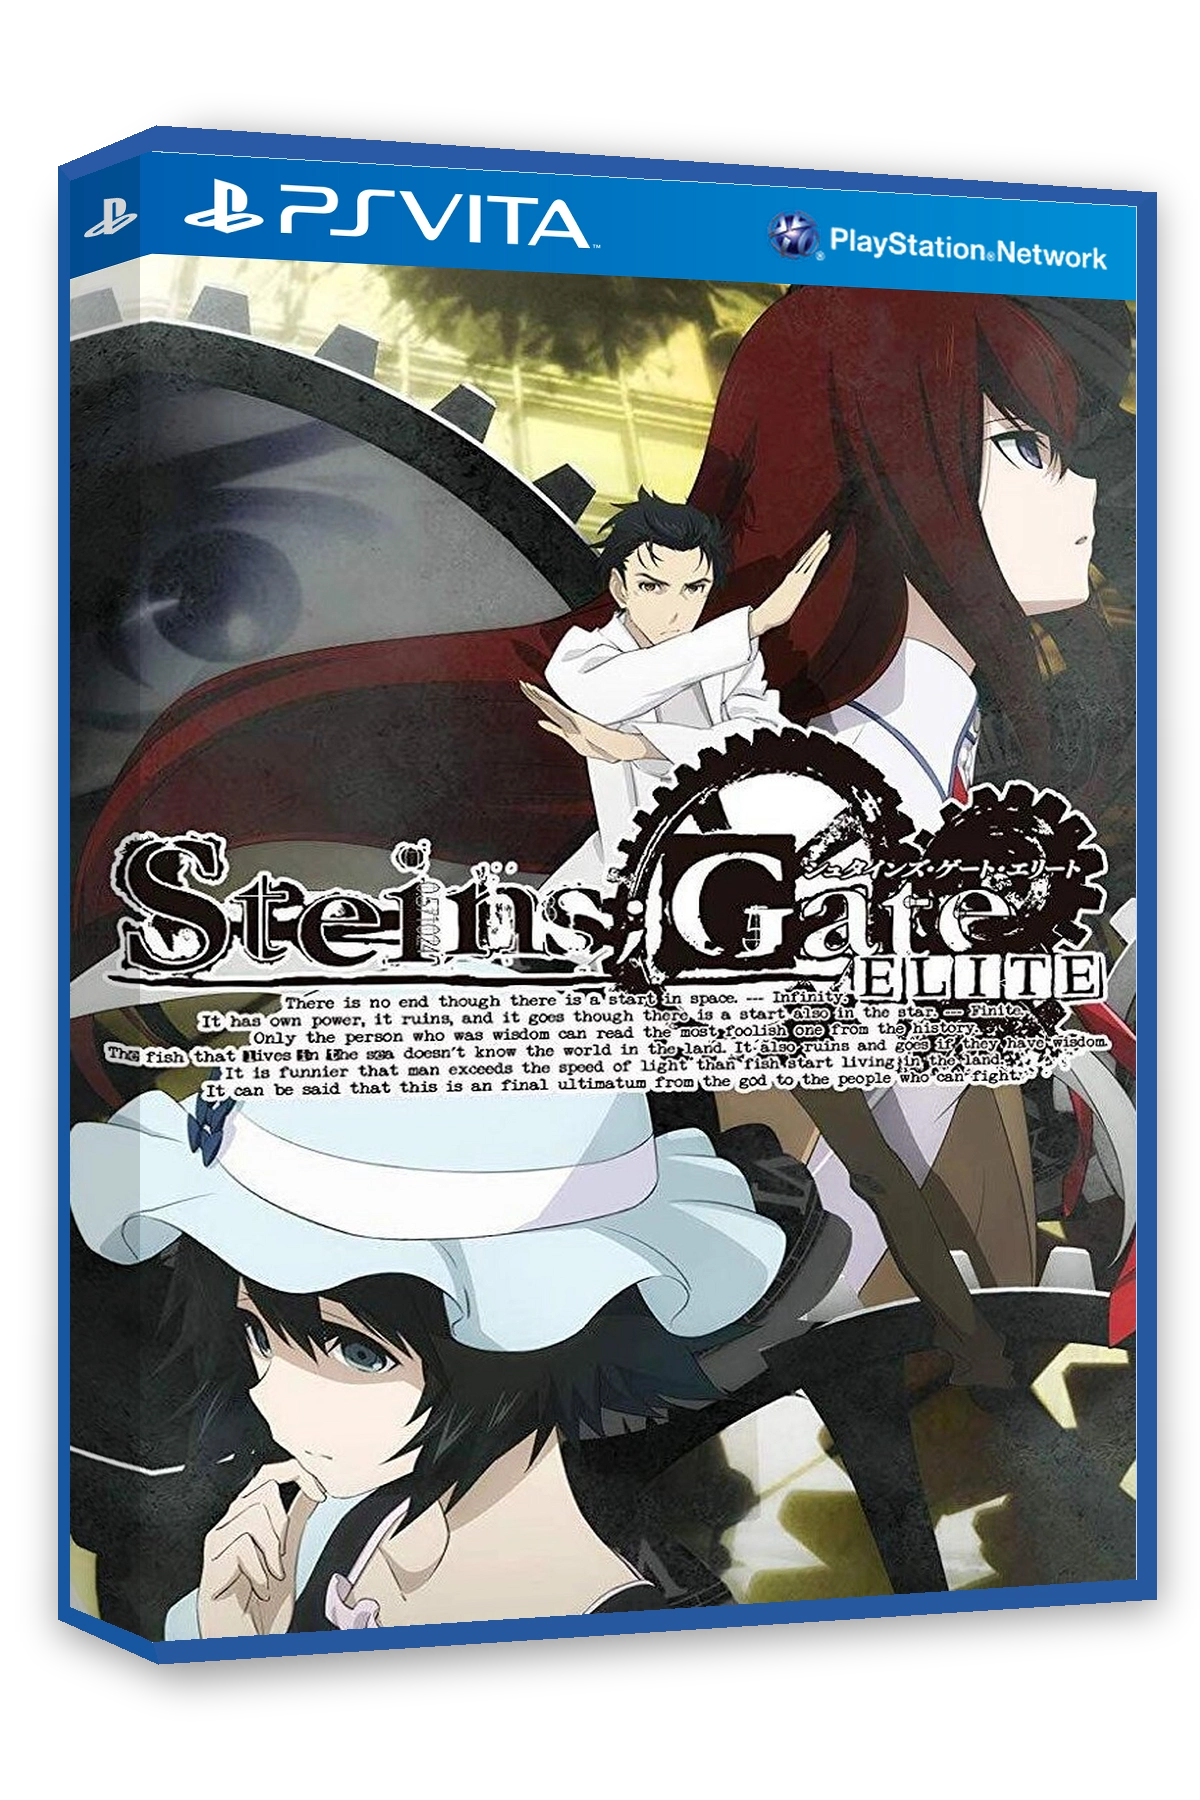 PSVITA™
PlayStation®Network
Steins;Gate
シュタインズ・ゲート・エリート
ELITE
There is no end though there is a start in space. --- Infinity.
It has own power, it ruins, and it goes though there is a start also in the star. --- Finite.
Only the person who was wisdom can read the most foolish one from the history.
The fish that lives in the sea doesn't know the world in the land. It also ruins and goes if they have wisdom.
It is funnier that man exceeds the speed of light than fish start living in the land.
It can be said that this is an final ultimatum from the god to the people who can fight.